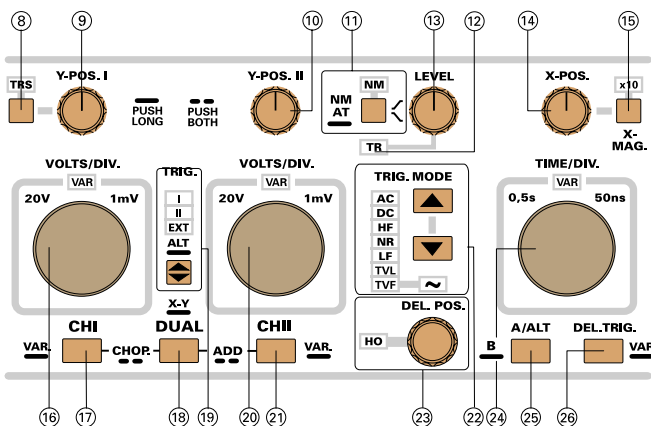 8 9 10 11 13 12 14 15
TRS Y-POS. I Y-POS. II NM LEVEL X-POS. x10
PUSH LONG
PUSH BOTH
NM
AT
TR
X-MAG.
VOLTS/DIV.
VAR
20V 1mV
TRIG.
I
II
EXT
ALT
VOLTS/DIV.
VAR
20V 1mV
TRIG. MODE
AC
DC
HF
NR
LF
TVL
TVF ~
TIME/DIV.
VAR
0,5s 50ns
X-Y
DEL. POS.
HO
CHI DUAL CHII
VAR. CHOP. ADD VAR.
B A/ALT DEL.TRIG. VAR
16 17 18 19 20 21 23 22 24 25 26